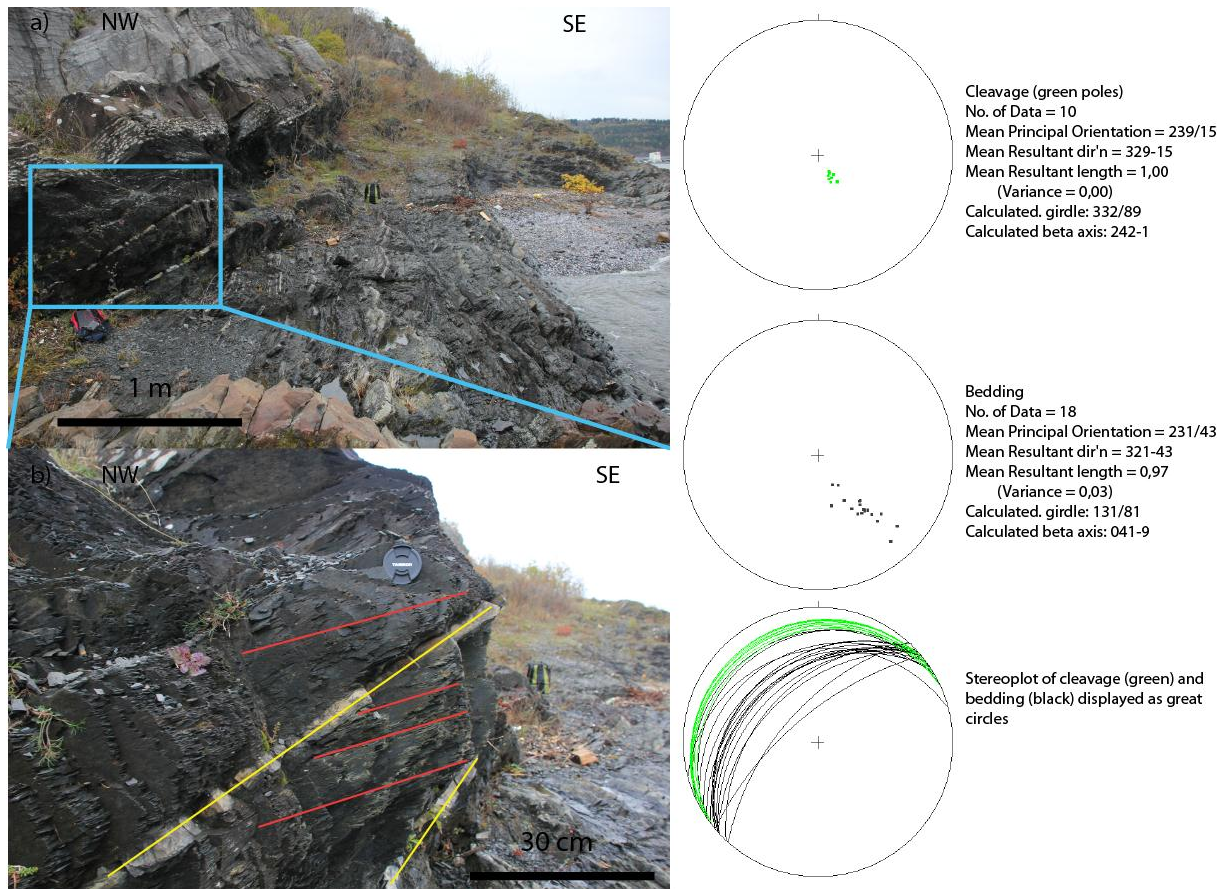 a)
NW
SE
1 m
b)
NW
SE
TAMRON
30 cm
Cleavage (green poles)
No. of Data = 10
Mean Principal Orientation = 239/15
Mean Resultant dir'n = 329-15
Mean Resultant length = 1,00
(Variance = 0,00)
Calculated. girdle: 332/89
Calculated beta axis: 242-1
Bedding
No. of Data = 18
Mean Principal Orientation = 231/43
Mean Resultant dir'n = 321-43
Mean Resultant length = 0,97
(Variance = 0,03)
Calculated. girdle: 131/81
Calculated beta axis: 041-9
Stereoplot of cleavage (green) and
bedding (black) displayed as great
circles